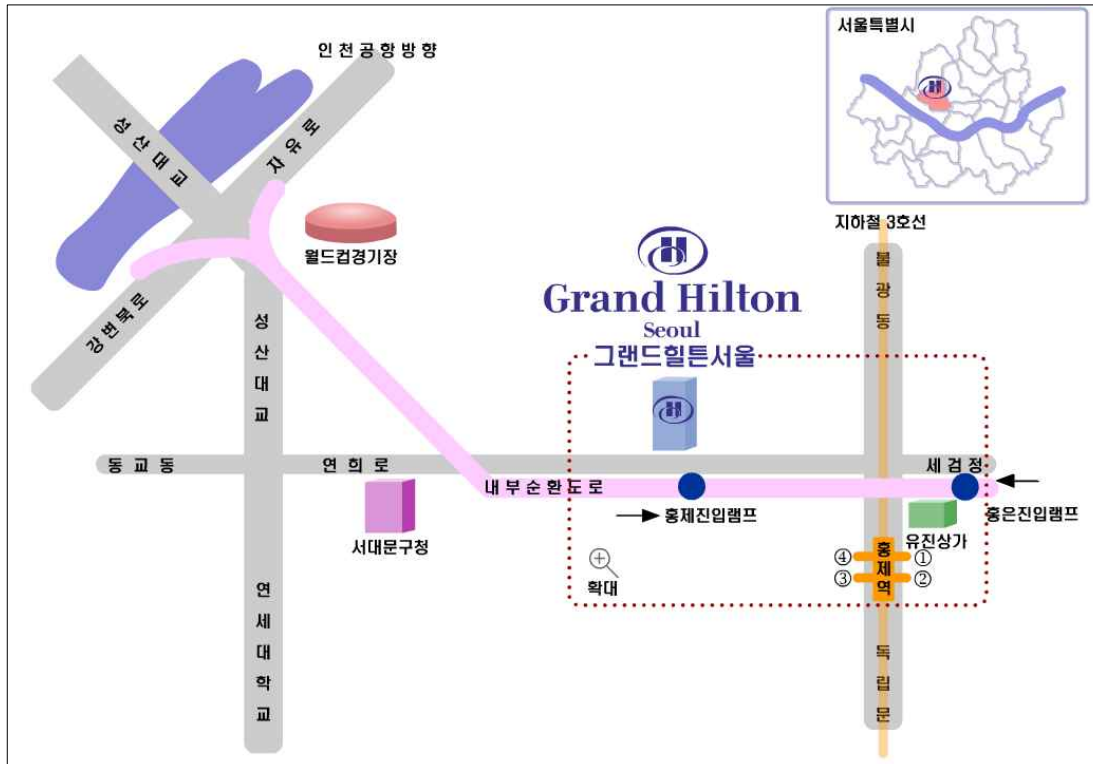 인천공항방향
서울특별시
성산대교
자유로
월드컵경기장
지하철 3호선
불광동
Grand Hilton
Seoul
그랜드힐튼서울
강변북로
성산대교
동교동
연희로
세검정
내부순환도로
홍제진입램프
홍은진입램프
서대문구청
유진상가
홍제역
④
①
③
②
확대
연세대학교
독립문